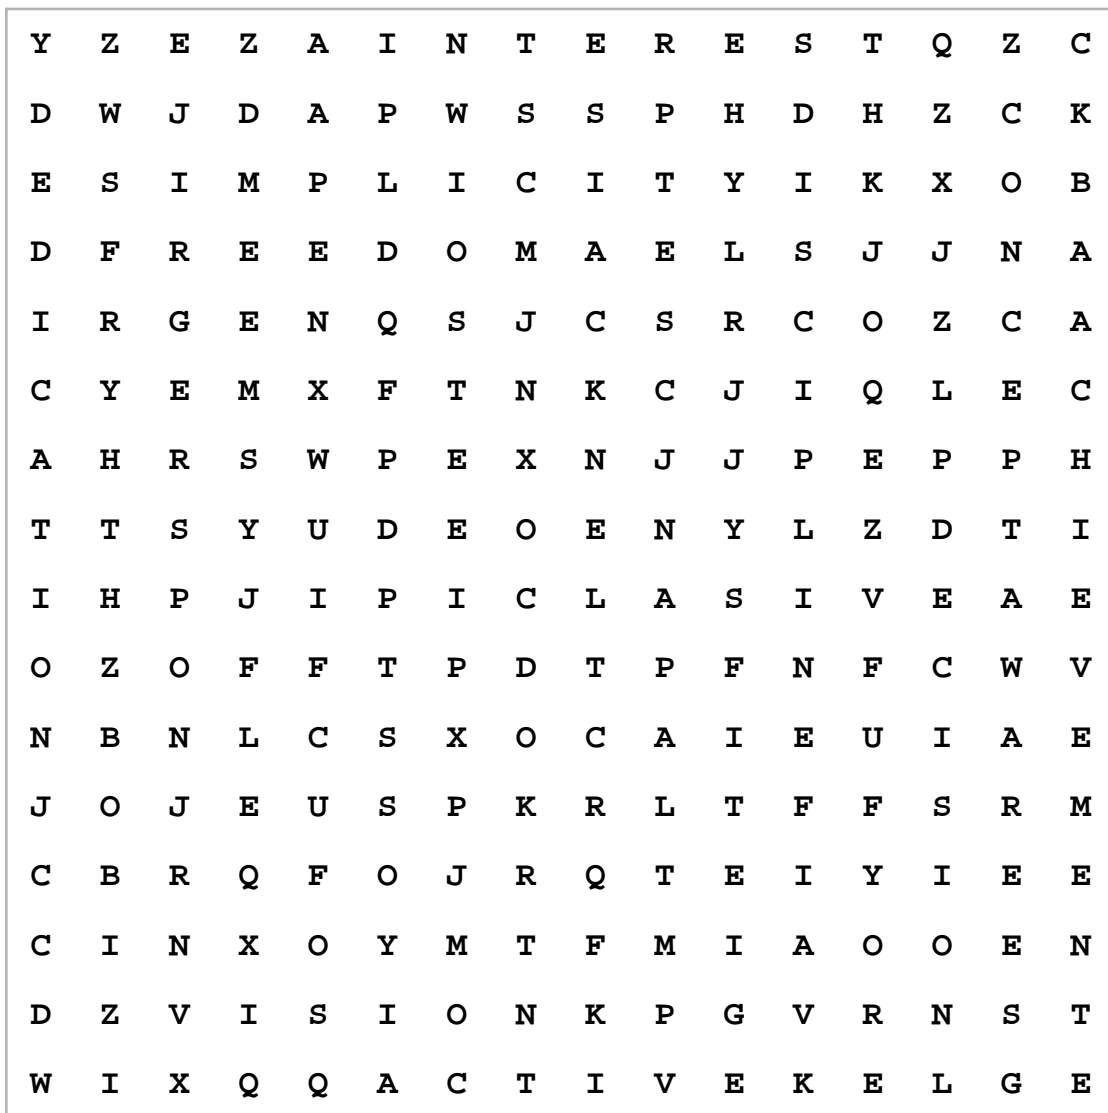 Y Z E Z A I N T E R E S T Q Z C
D W J D A P W S S P H D H Z C K
E S I M P L I C I T Y I K X O B
D F R E E D O M A E L S J J N A
I R G E N Q S J C S R C O Z C A
C Y E M X F T N K C J I Q L E C
A H R S W P E X N J J P E P P H
T T S Y U D E O E N Y L Z D T I
I H P J I P I C L A S I V E A E
O Z O F F T P D T P F N F C W V
N B N L C S X O C A I E U I A E
J O J E U S P K R L T F F S R M
C B R Q F O J R Q T E I Y I E E
C I N X O Y M T F M I A O O E N
D Z V I S I O N K P G V R N S T
W I X Q Q A C T I V E K E L G E